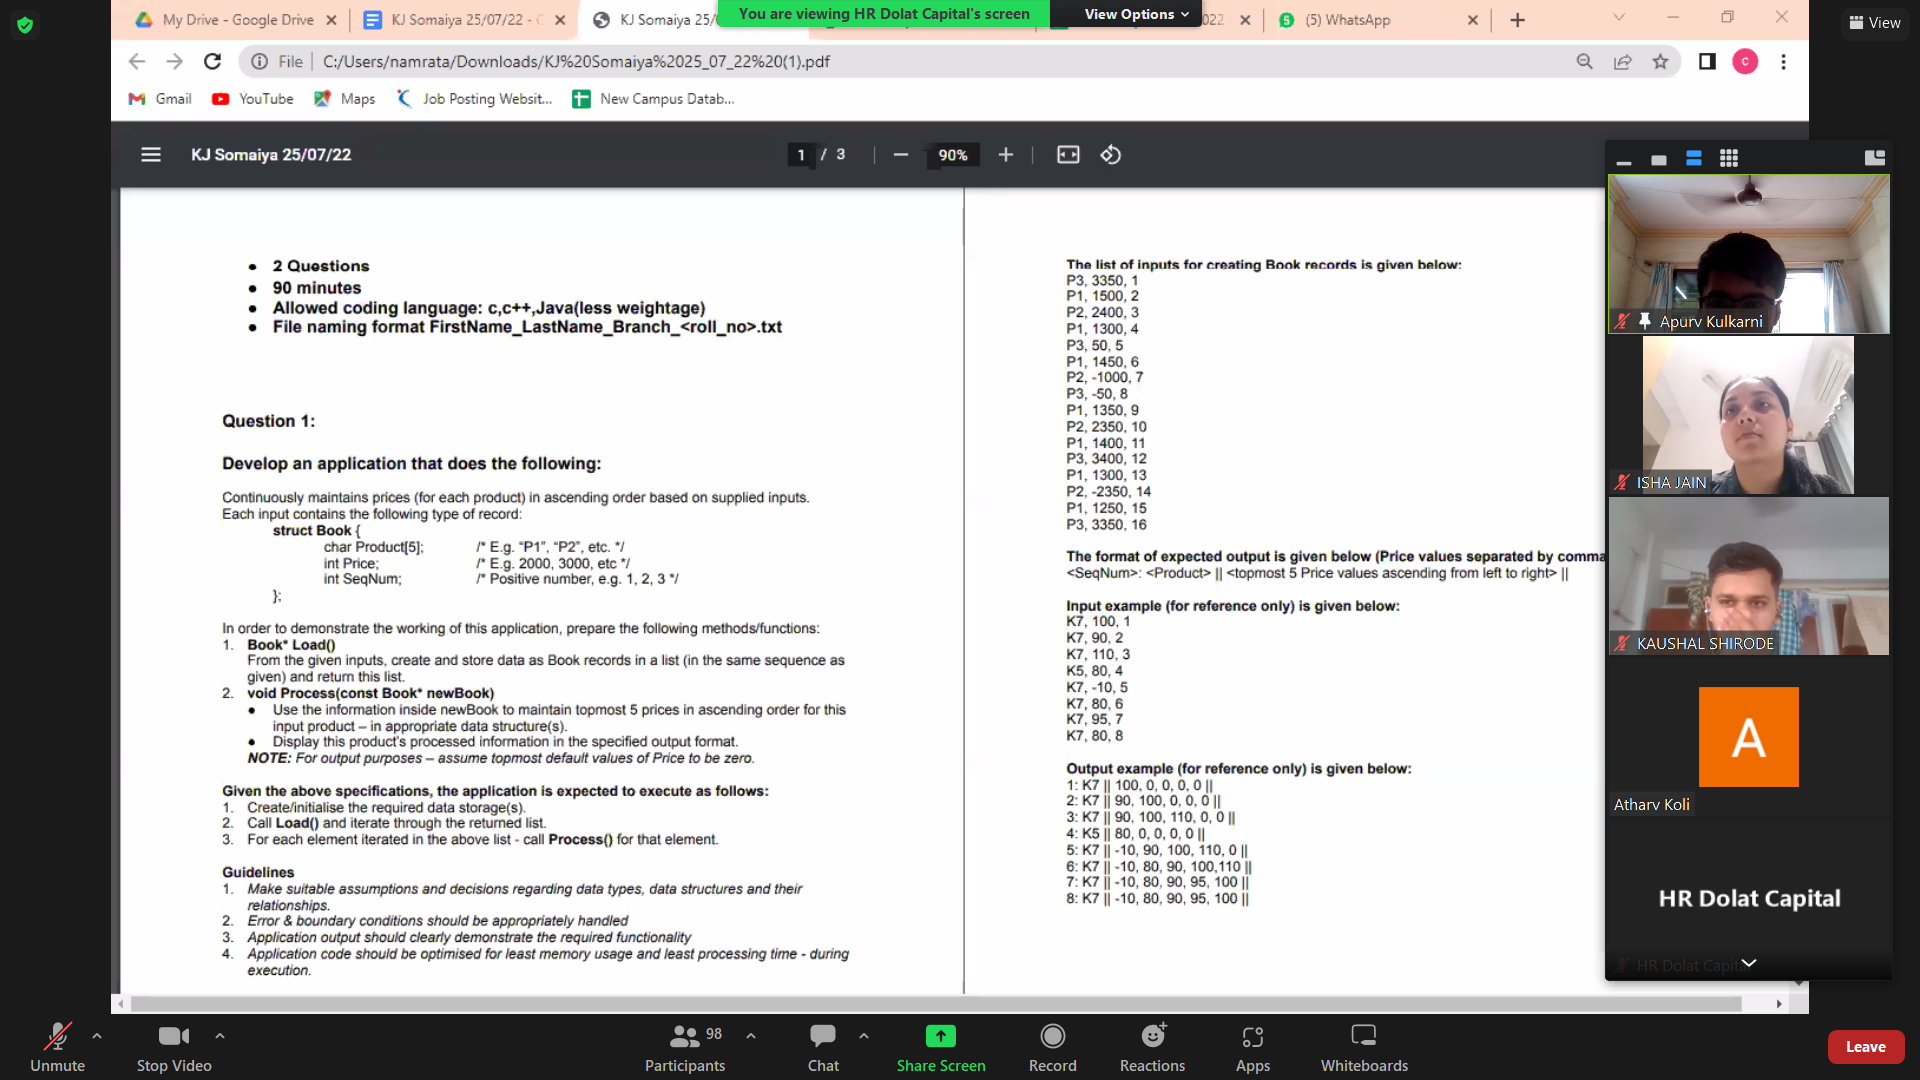 My Drive - Google Drive
KJ Somaiya 25/07/22 -
KJ Somaiya 25/
You are viewing HR Dolat Capital's screen
View Options
(5) WhatsApp
View
File
C:/Users/namrata/Downloads/KJ%20Somaiya%2025_07_22%20(1).pdf
C
Gmail
YouTube
Maps
Job Posting Websit...
New Campus Datab...
KJ Somaiya 25/07/22
1 / 3
90%
2 Questions
90 minutes
Allowed coding language: c,c++,Java(less weightage)
File naming format FirstName_LastName_Branch_<roll_no>.txt
Question 1:
Develop an application that does the following:
Continuously maintains prices (for each product) in ascending order based on supplied inputs.
Each input contains the following type of record:
struct Book {
char Product[5]; /* E.g. “P1”, “P2”, etc. */
int Price; /* E.g. 2000, 3000, etc */
int SeqNum; /* Positive number, e.g. 1, 2, 3 */
};
In order to demonstrate the working of this application, prepare the following methods/functions:
1. Book* Load()
From the given inputs, create and store data as Book records in a list (in the same sequence as
given) and return this list.
2. void Process(const Book* newBook)
Use the information inside newBook to maintain topmost 5 prices in ascending order for this
input product – in appropriate data structure(s).
Display this product's processed information in the specified output format.
NOTE: For output purposes – assume topmost default values of Price to be zero.
Given the above specifications, the application is expected to execute as follows:
1. Create/initialise the required data storage(s).
2. Call Load() and iterate through the returned list.
3. For each element iterated in the above list - call Process() for that element.
Guidelines
1. Make suitable assumptions and decisions regarding data types, data structures and their
relationships.
2. Error & boundary conditions should be appropriately handled
3. Application output should clearly demonstrate the required functionality
4. Application code should be optimised for least memory usage and least processing time - during
execution.
The list of inputs for creating Book records is given below:
P3, 3350, 1
P1, 1500, 2
P2, 2400, 3
P1, 1300, 4
P3, 50, 5
P1, 1450, 6
P2, -1000, 7
P3, -50, 8
P1, 1350, 9
P2, 2350, 10
P1, 1400, 11
P3, 3400, 12
P1, 1300, 13
P2, -2350, 14
P1, 1250, 15
P3, 3350, 16
The format of expected output is given below (Price values separated by comma
<SeqNum>: <Product> || <topmost 5 Price values ascending from left to right> ||
Input example (for reference only) is given below:
K7, 100, 1
K7, 90, 2
K7, 110, 3
K5, 80, 4
K7, -10, 5
K7, 80, 6
K7, 95, 7
K7, 80, 8
Output example (for reference only) is given below:
1: K7 || 100, 0, 0, 0, 0 ||
2: K7 || 90, 100, 0, 0, 0 ||
3: K7 || 90, 100, 110, 0, 0 ||
4: K5 || 80, 0, 0, 0, 0 ||
5: K7 || -10, 90, 100, 110, 0 ||
6: K7 || -10, 80, 90, 100,110 ||
7: K7 || -10, 80, 90, 95, 100 ||
8: K7 || -10, 80, 90, 95, 100 ||
Apurv Kulkarni
ISHA JAIN
KAUSHAL SHIRODE
A
Atharv Koli
HR Dolat Capital
HR Dolat Capital
Unmute
Stop Video
Participants
98
Chat
Share Screen
Record
Reactions
Apps
Whiteboards
Leave